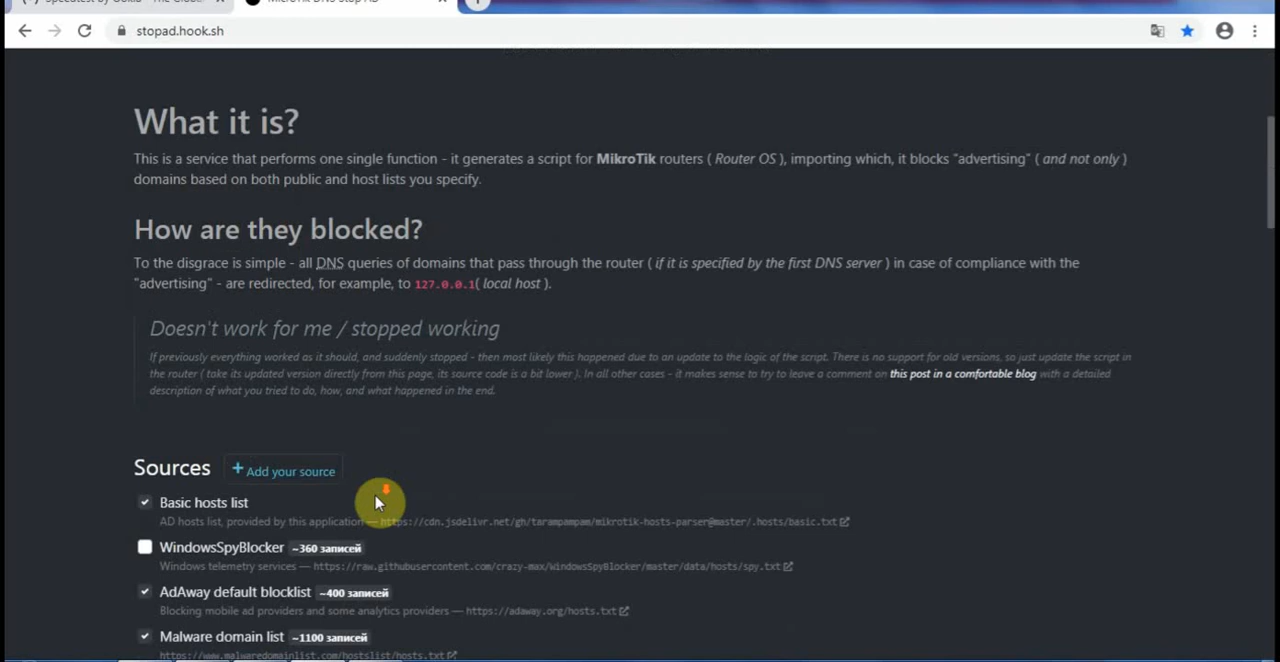 stopad.hook.sh
What it is?
This is a service that performs one single function - it generates a script for MikroTik routers ( Router OS ), importing which, it blocks "advertising" ( and not only )
domains based on both public and host lists you specify.
How are they blocked?
To the disgrace is simple - all DNS queries of domains that pass through the router ( if it is specified by the first DNS server ) in case of compliance with the
"advertising" - are redirected, for example, to 127.0.0.1( local host ).
Doesn't work for me / stopped working
If previously everything worked as it should, and suddenly stopped - then most likely this happened due to an update to the logic of the script. There is no support for old versions, so just update the script in
the router ( take its updated version directly from this page, its source code is a bit lower ). In all other cases - it makes sense to try to leave a comment on this post in a comfortable blog with a detailed
description of what you tried to do, how, and what happened in the end.
Sources + Add your source
Basic hosts list
AD hosts list, provided by this application — https://cdn.jsdelivr.net/gh/tarampampam/mikrotik-hosts-parser@master/.hosts/basic.txt
WindowsSpyBlocker ~360 записей
Windows telemetry services — https://raw.githubusercontent.com/crazy-max/WindowsSpyBlocker/master/data/hosts/spy.txt
AdAway default blocklist ~400 записей
Blocking mobile ad providers and some analytics providers — https://adaway.org/hosts.txt
Malware domain list ~1100 записей
https://www.malwaredomainlist.com/hostslist/hosts.txt